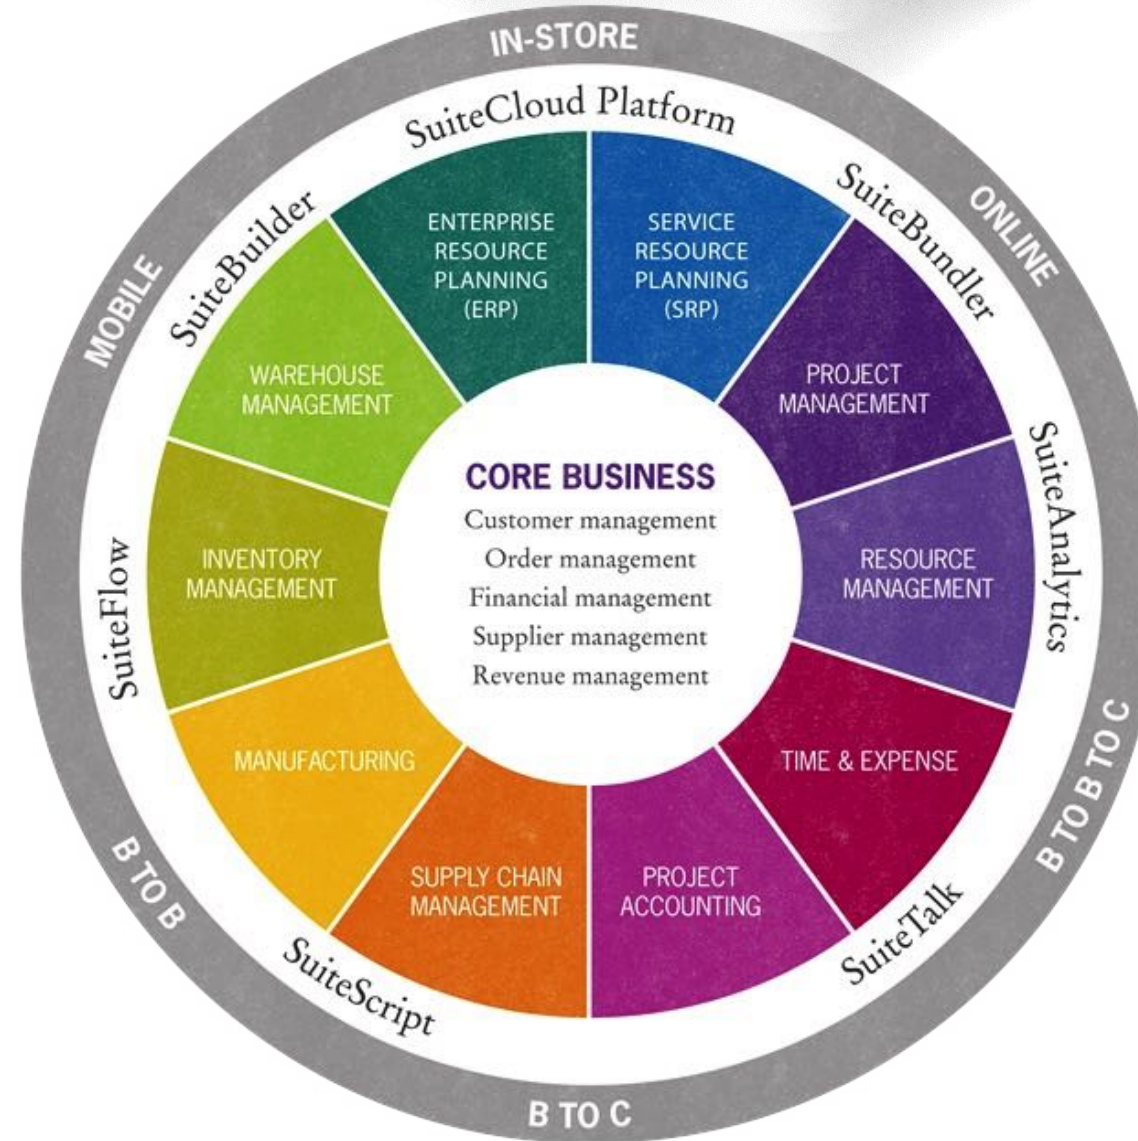 IN-STORE
ONLINE
B TO B TO C
B TO C
B TO B
MOBILE
SuiteCloud Platform
SuiteBundler
SuiteAnalytics
SuiteTalk
SuiteScript
SuiteFlow
SuiteBuilder
ENTERPRISE
RESOURCE
PLANNING
(ERP)
SERVICE
RESOURCE
PLANNING
(SRP)
PROJECT
MANAGEMENT
RESOURCE
MANAGEMENT
TIME & EXPENSE
PROJECT
ACCOUNTING
SUPPLY CHAIN
MANAGEMENT
MANUFACTURING
INVENTORY
MANAGEMENT
WAREHOUSE
MANAGEMENT
CORE BUSINESS
Customer management
Order management
Financial management
Supplier management
Revenue management